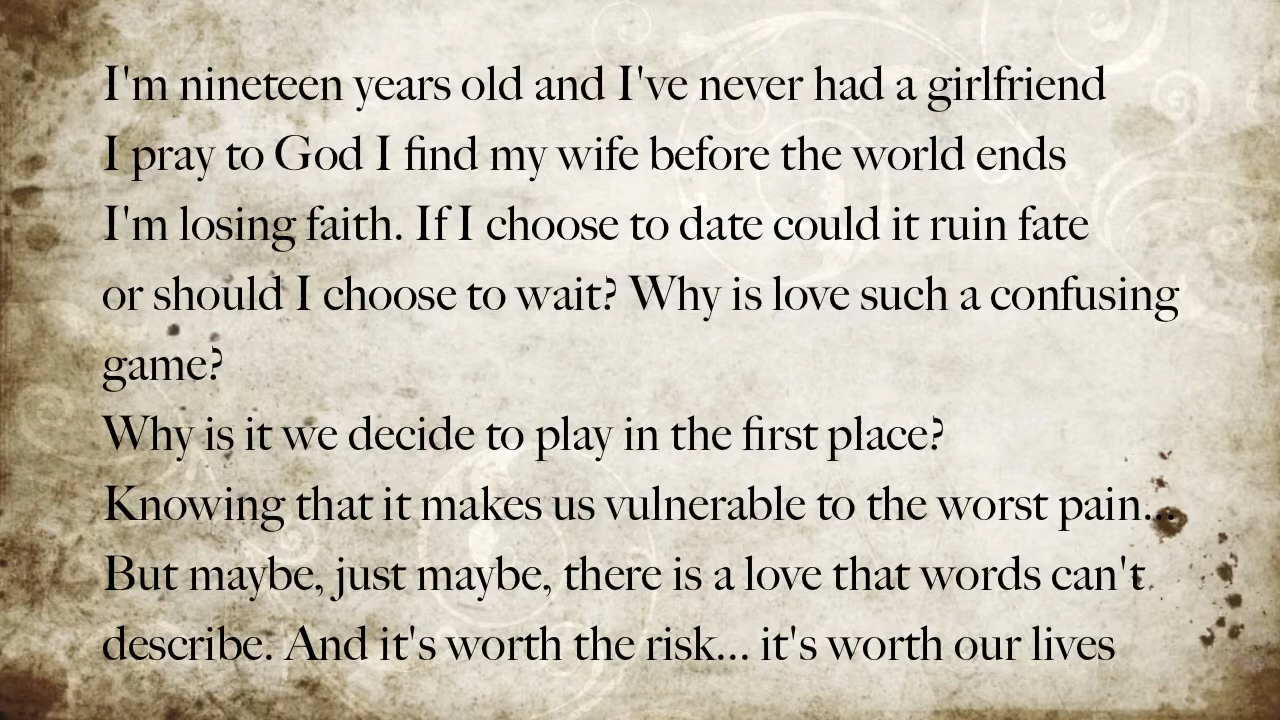 I'm nineteen years old and I've never had a girlfriend
I pray to God I find my wife before the world ends
I'm losing faith. If I choose to date could it ruin fate
or should I choose to wait? Why is love such a confusing
game?
Why is it we decide to play in the first place?
Knowing that it makes us vulnerable to the worst pain...
But maybe, just maybe, there is a love that words can't
describe. And it's worth the risk... it's worth our lives